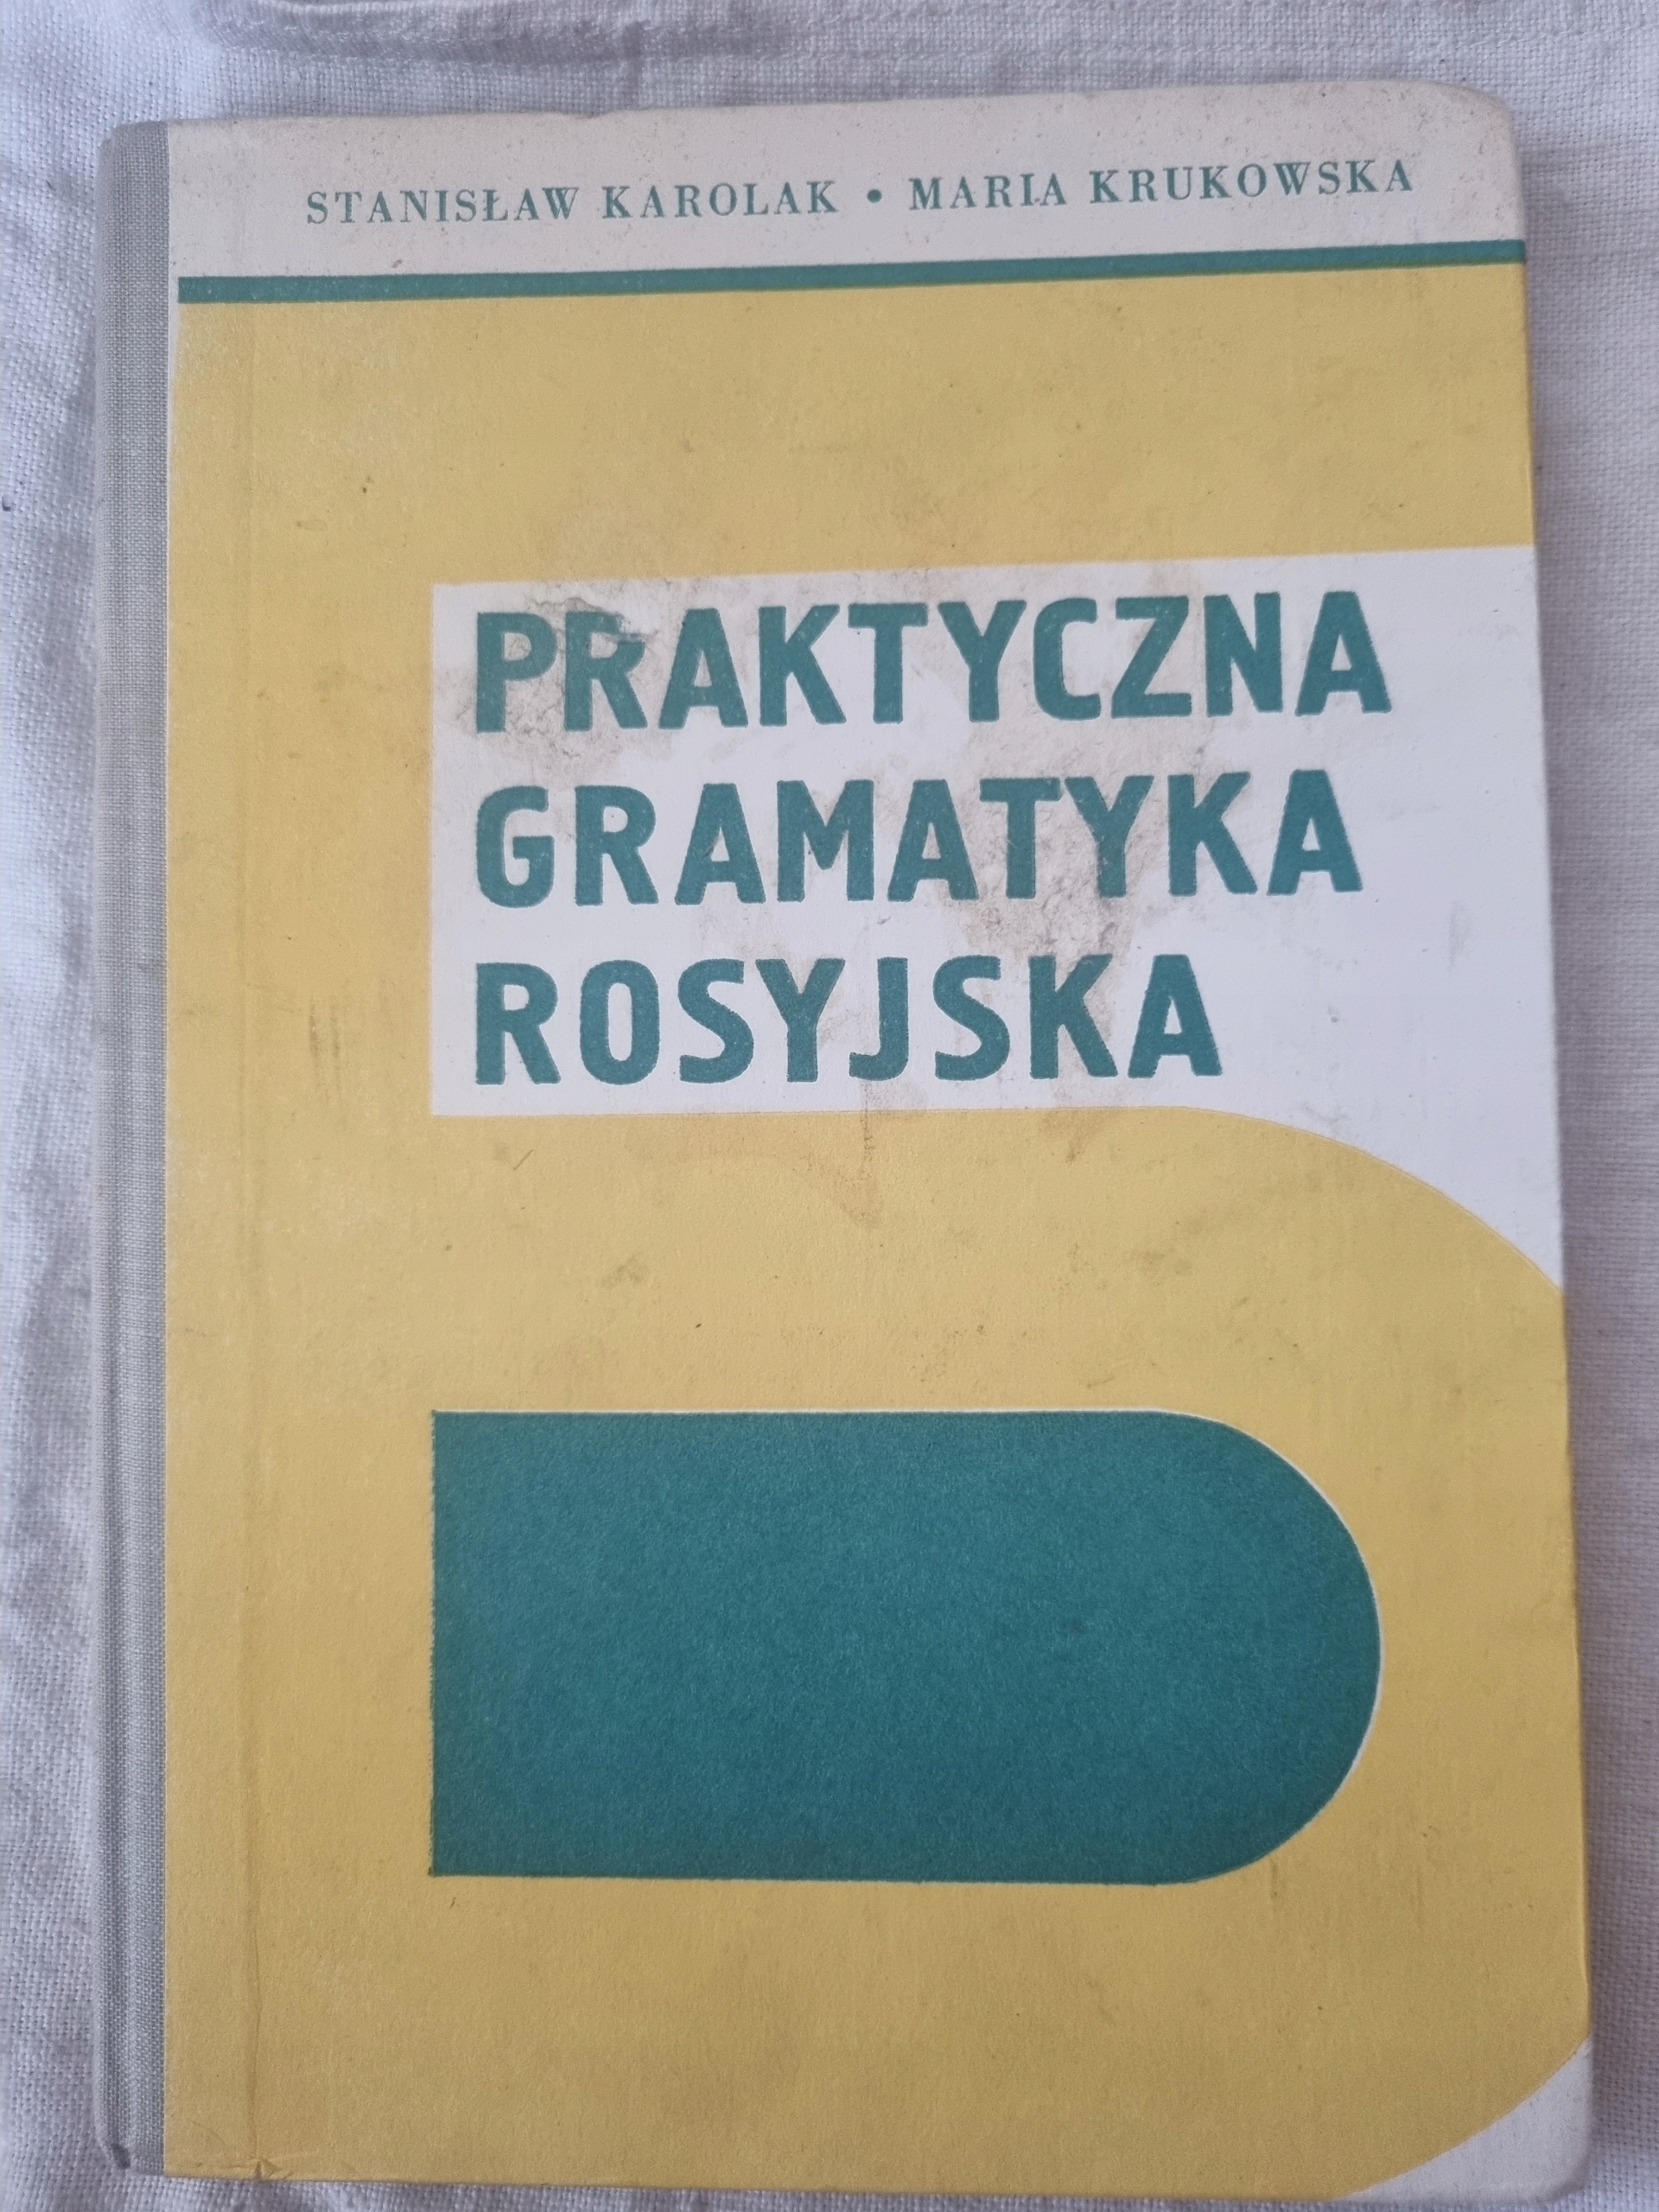 STANISŁAW KAROLAK • MARIA KRUKOWSKA
PRAKTYCZNA
GRAMATYKA
ROSYJSKA